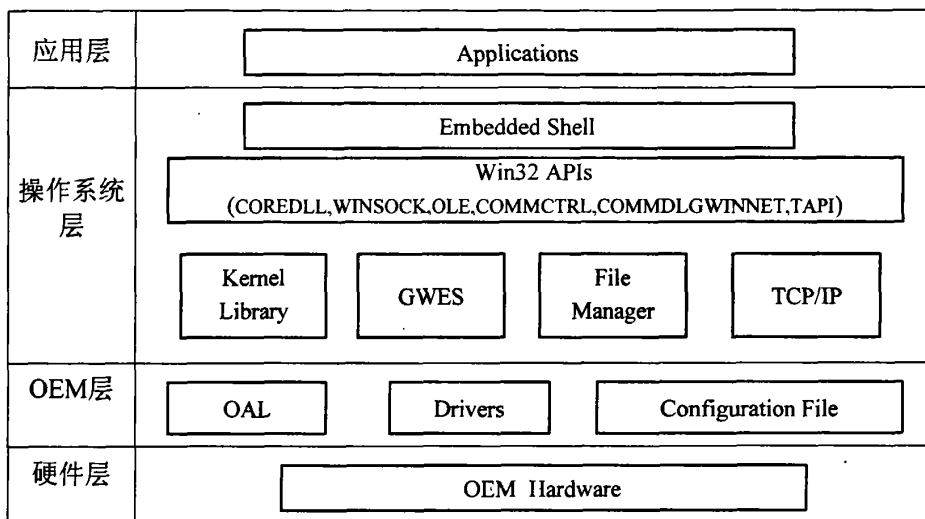 应用层
Applications
操作系统
层
Embedded Shell
Win32 APIs
(COREDLL,WINSOCK,OLE,COMMCTRL,COMMDLGWINNET,TAPI)
Kernel
Library
GWES
File
Manager
TCP/IP
OEM层
OAL
Drivers
Configuration File
硬件层
OEM Hardware